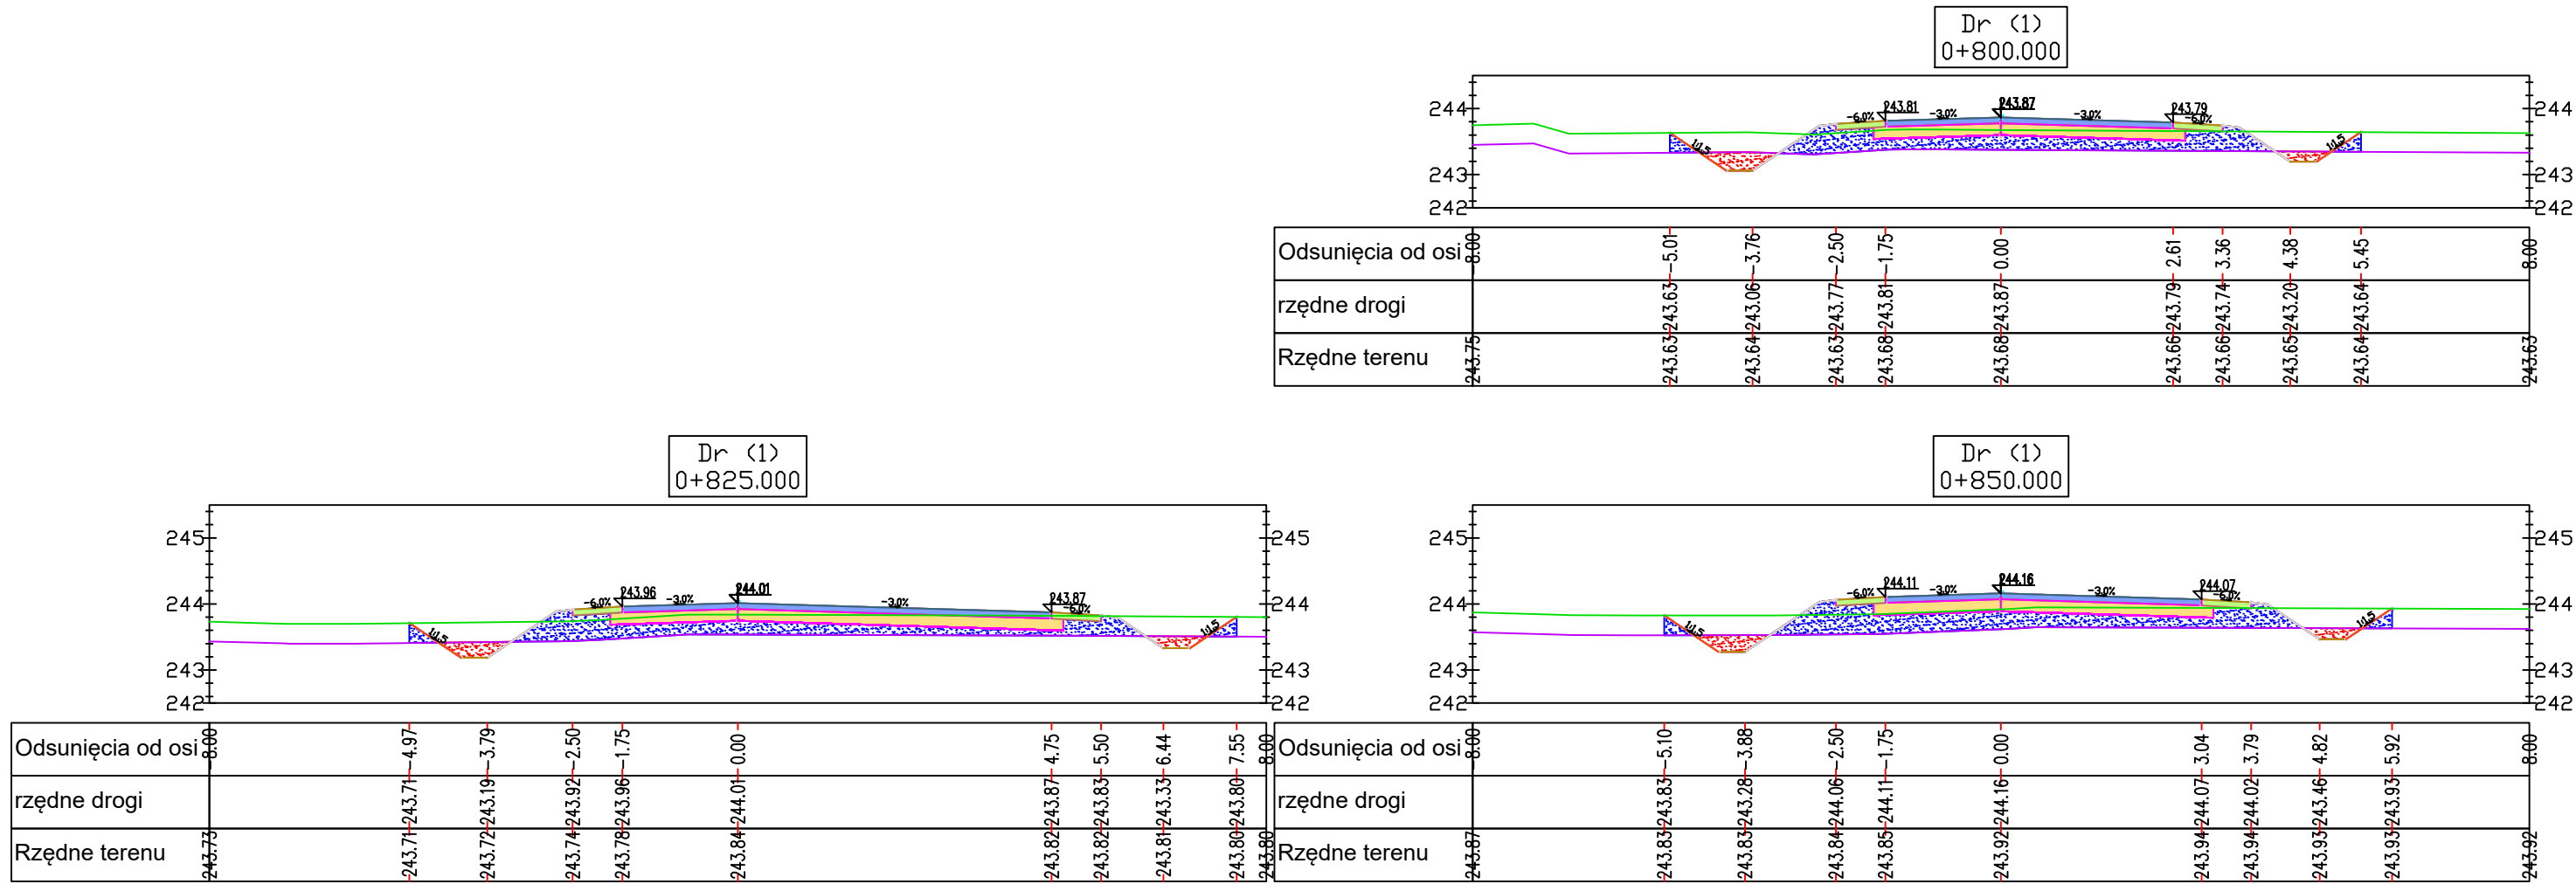 Dr (1)
0+800.000
244 244
243 243
242 242
-6.0% 243.81 -3.0% 243.87 -3.0% 243.79 -6.0%
1:1.5 1:1.5
Odsunięcia od osi -8.00 -5.01 -3.76 -2.50 -1.75 0.00 2.61 3.36 4.38 5.45 8.00
rzędne drogi 243.63 243.06 243.77 243.81 243.87 243.79 243.74 243.20 243.64
Rzędne terenu 243.75 243.63 243.64 243.63 243.68 243.68 243.66 243.66 243.65 243.64 243.63
Dr (1)
0+825.000
245 245
244 244
243 243
242 242
-6.0% 243.96 -3.0% 244.01 -3.0% 243.87 -6.0%
1:1.5 1:1.5
Odsunięcia od osi -8.00 -4.97 -3.79 -2.50 -1.75 0.00 4.75 5.50 6.44 7.55 8.00
rzędne drogi 243.71 243.19 243.92 243.96 244.01 243.87 243.83 243.33 243.80
Rzędne terenu 243.73 243.71 243.72 243.74 243.78 243.84 243.82 243.82 243.81 243.80 243.80
Dr (1)
0+850.000
245 245
244 244
243 243
242 242
-6.0% 244.11 -3.0% 244.16 -3.0% 244.07 -6.0%
1:1.5 1:1.5
Odsunięcia od osi -8.00 -5.10 -3.88 -2.50 -1.75 0.00 3.04 3.79 4.82 5.92 8.00
rzędne drogi 243.83 243.28 244.06 244.11 244.16 244.07 244.02 243.46 243.93
Rzędne terenu 243.87 243.83 243.83 243.84 243.85 243.92 243.94 243.94 243.93 243.93 243.92